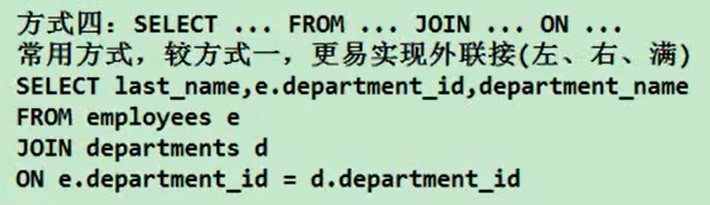 方式四：SELECT ... FROM ... JOIN ... ON ...
常用方式，较方式一，更易实现外联接(左、右、满)
SELECT last_name,e.department_id,department_name
FROM employees e
JOIN departments d
ON e.department_id = d.department_id